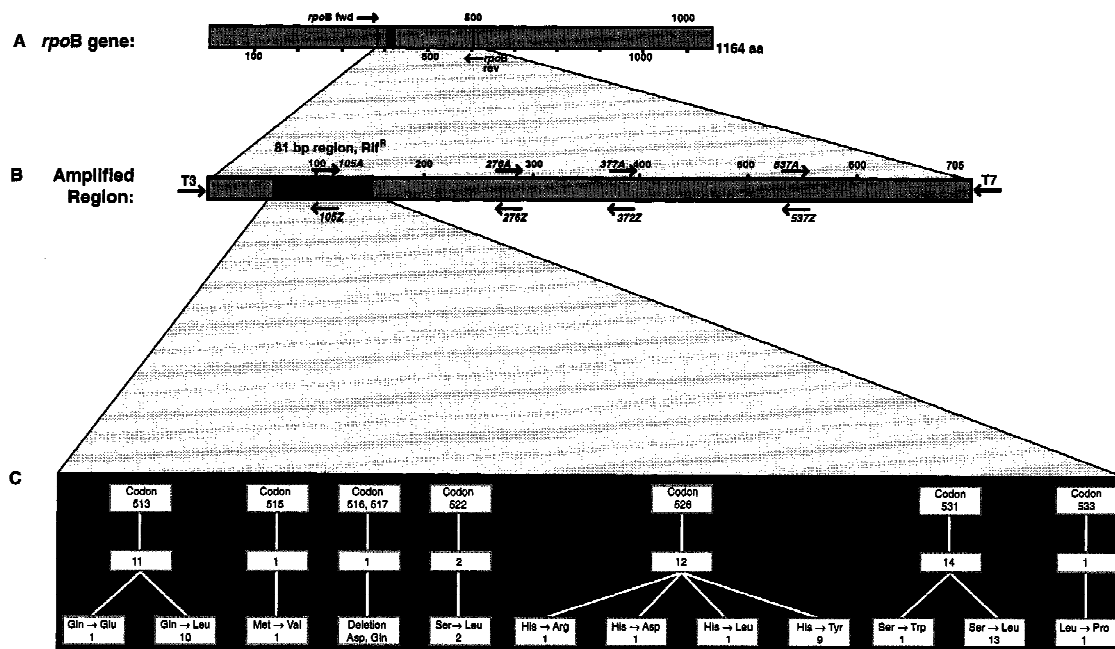 rpoB fwd
500
1000
A rpoB gene:
1164 aa
100
500
1000
rpoB
rev
81 bp region, Rif^R
100 105A 200 276A 300 377A 400 500 537A 600 705
B Amplified
Region:
T3
T7
105Z 276Z 372Z 537Z
C
Codon
513
Codon
515
Codon
516, 517
Codon
522
Codon
526
Codon
531
Codon
533
11 1 1 2 12 14 1
Gln → Glu
1
Gln → Leu
10
Met → Val
1
Deletion
Asp, Gln
Ser → Leu
2
His → Arg
1
His → Asp
1
His → Leu
1
His → Tyr
9
Ser → Trp
1
Ser → Leu
13
Leu → Pro
1